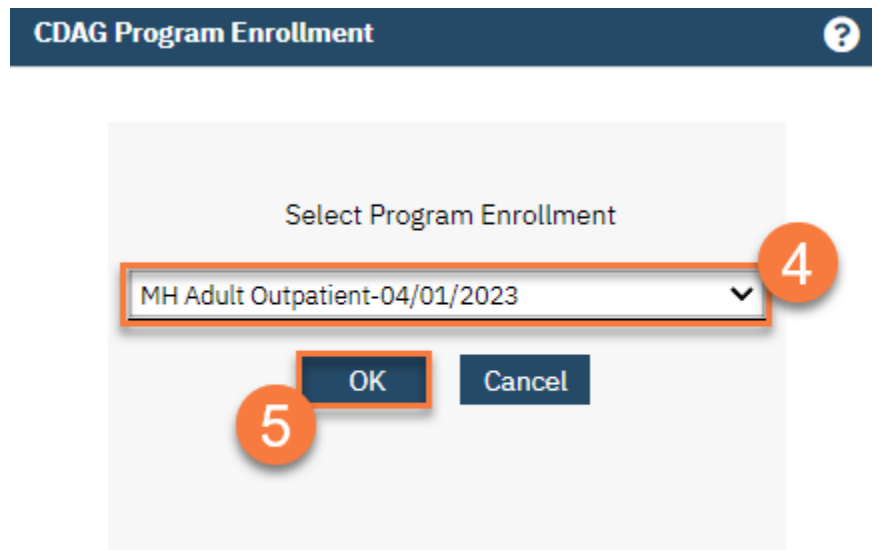 CDAG Program Enrollment ?
Select Program Enrollment
4
MH Adult Outpatient-04/01/2023
OK Cancel
5